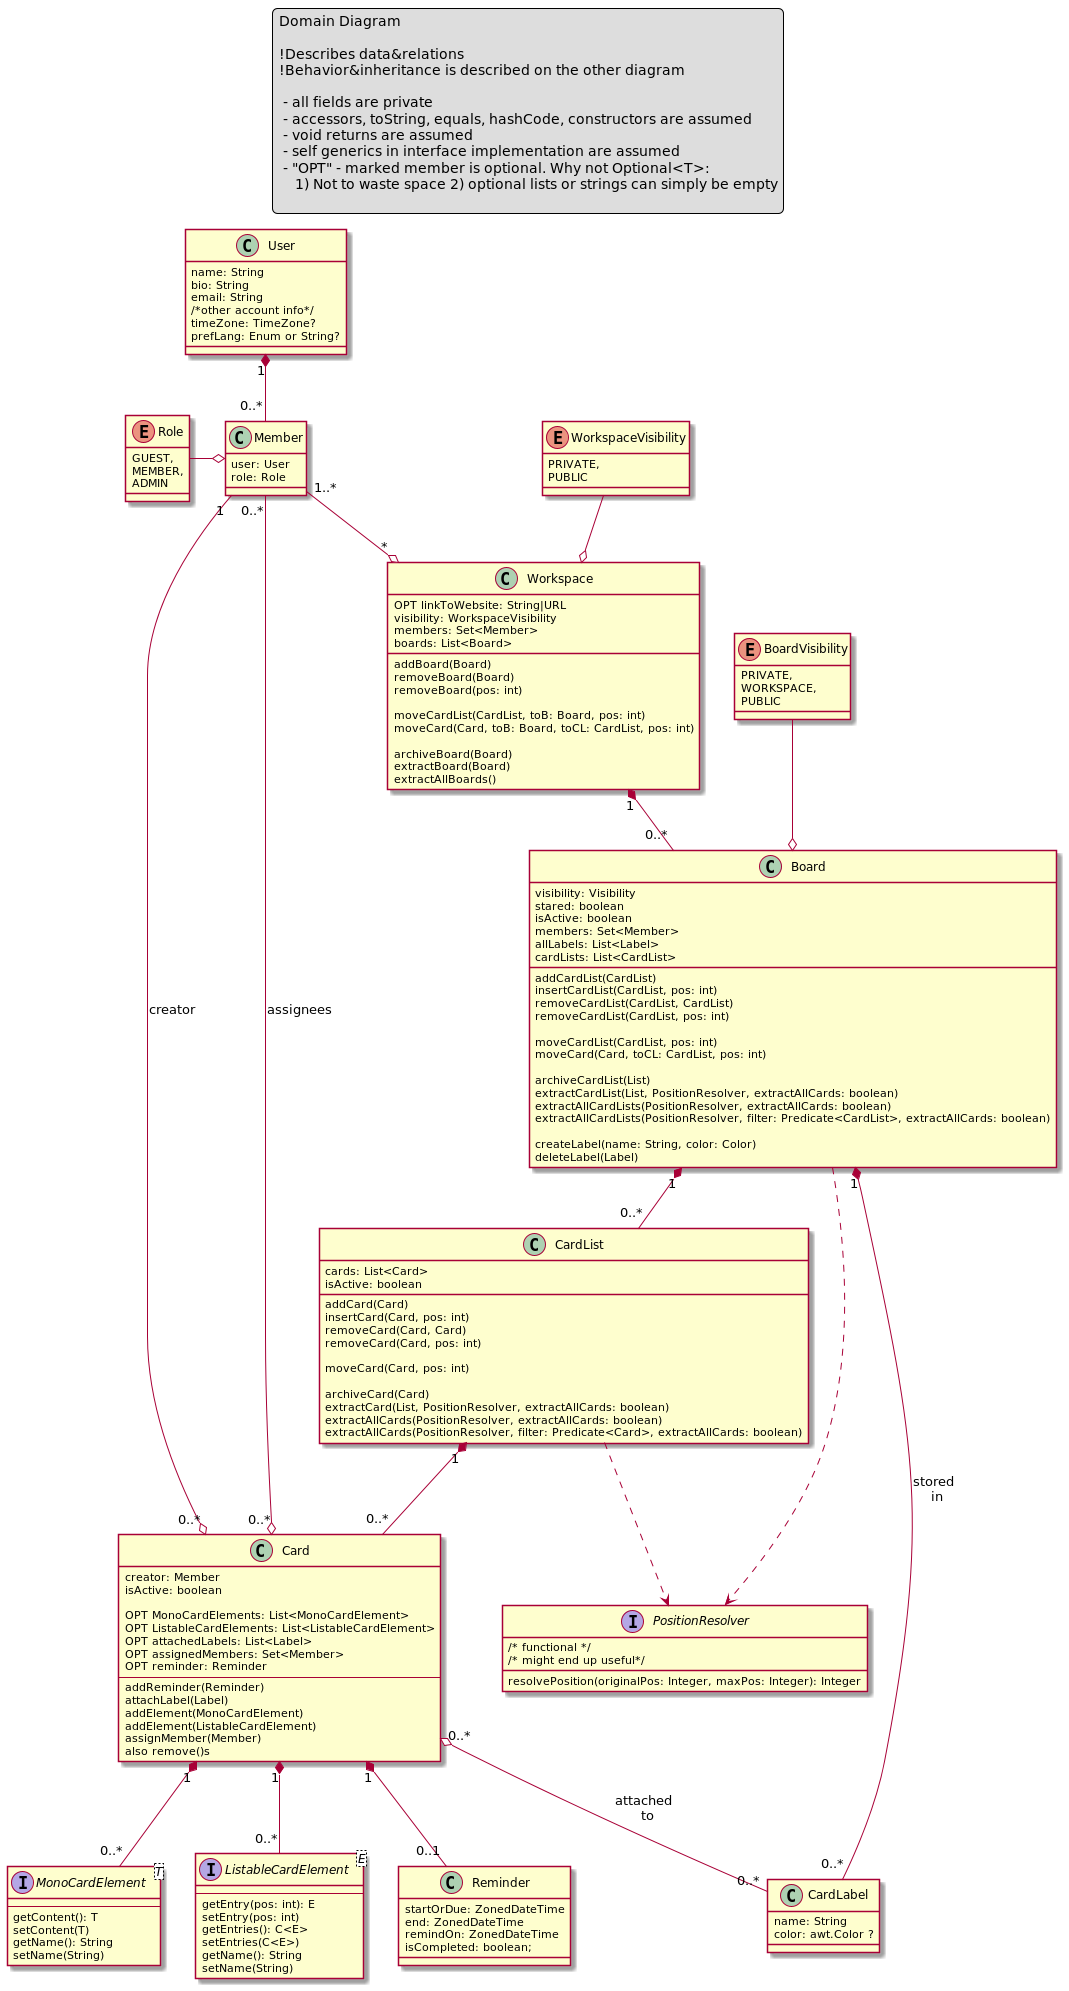 Domain Diagram
!Describes data&relations
!Behavior&inheritance is described on the other diagram
- all fields are private
- accessors, toString, equals, hashCode, constructors are assumed
- void returns are assumed
- self generics in interface implementation are assumed
- "OPT" - marked member is optional. Why not Optional<T>:
1) Not to waste space 2) optional lists or strings can simply be empty
C User
name: String
bio: String
email: String
/*other account info*/
timeZone: TimeZone?
prefLang: Enum or String?
1
0..*
E Role
GUEST,
MEMBER,
ADMIN
C Member
user: User
role: Role
E WorkspaceVisibility
PRIVATE,
PUBLIC
1
0..*
1..*
*
C Workspace
OPT linkToWebsite: String|URL
visibility: WorkspaceVisibility
members: Set<Member>
boards: List<Board>
addBoard(Board)
removeBoard(Board)
removeBoard(pos: int)
moveCardList(CardList, toB: Board, pos: int)
moveCard(Card, toB: Board, toCL: CardList, pos: int)
archiveBoard(Board)
extractBoard(Board)
extractAllBoards()
E BoardVisibility
PRIVATE,
WORKSPACE,
PUBLIC
1
0..*
C Board
visibility: Visibility
stared: boolean
isActive: boolean
members: Set<Member>
allLabels: List<Label>
cardLists: List<CardList>
addCardList(CardList)
insertCardList(CardList, pos: int)
removeCardList(CardList, CardList)
removeCardList(CardList, pos: int)
moveCardList(CardList, pos: int)
moveCard(Card, toCL: CardList, pos: int)
archiveCardList(List)
extractCardList(List, PositionResolver, extractAllCards: boolean)
extractAllCardLists(PositionResolver, extractAllCards: boolean)
extractAllCardLists(PositionResolver, filter: Predicate<CardList>, extractAllCards: boolean)
createLabel(name: String, color: Color)
deleteLabel(Label)
creator
assignees
1
1
0..*
C CardList
cards: List<Card>
isActive: boolean
addCard(Card)
insertCard(Card, pos: int)
removeCard(Card, Card)
removeCard(Card, pos: int)
moveCard(Card, pos: int)
archiveCard(Card)
extractCard(List, PositionResolver, extractAllCards: boolean)
extractAllCards(PositionResolver, extractAllCards: boolean)
extractAllCards(PositionResolver, filter: Predicate<Card>, extractAllCards: boolean)
1
stored
in
0..*
0..*
0..*
C Card
creator: Member
isActive: boolean
OPT MonoCardElements: List<MonoCardElement>
OPT ListableCardElements: List<ListableCardElement>
OPT attachedLabels: List<Label>
OPT assignedMembers: Set<Member>
OPT reminder: Reminder
addReminder(Reminder)
attachLabel(Label)
addElement(MonoCardElement)
addElement(ListableCardElement)
assignMember(Member)
also remove()s
I PositionResolver
/* functional */
/* might end up useful*/
resolvePosition(originalPos: Integer, maxPos: Integer): Integer
0..*
1
1
1
attached
to
0..*
0..*
0..1
0..*
0..*
I MonoCardElement T
getContent(): T
setContent(T)
getName(): String
setName(String)
I ListableCardElement E
getEntry(pos: int): E
setEntry(pos: int)
getEntries(): C<E>
setEntries(C<E>)
getName(): String
setName(String)
C Reminder
startOrDue: ZonedDateTime
end: ZonedDateTime
remindOn: ZonedDateTime
isCompleted: boolean;
C CardLabel
name: String
color: awt.Color ?